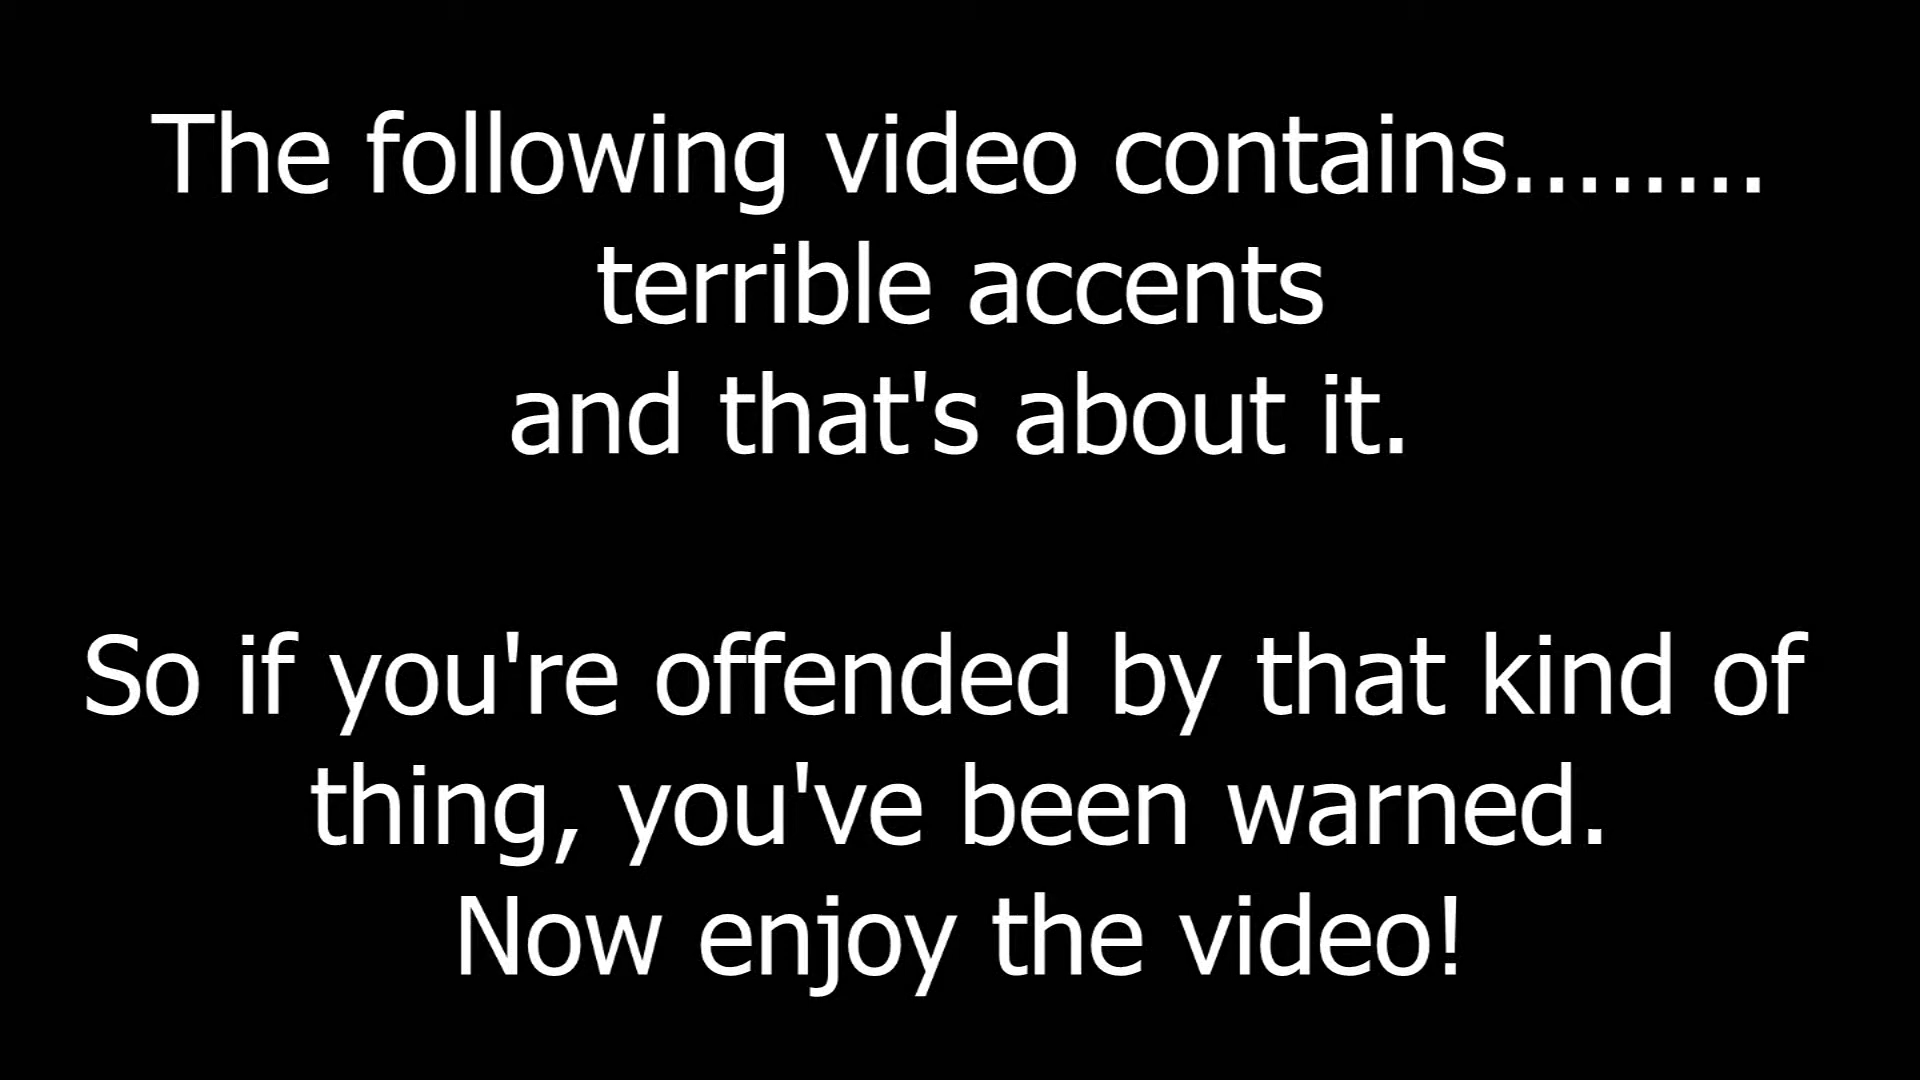 The following video contains........
terrible accents
and that's about it.
So if you're offended by that kind of
thing, you've been warned.
Now enjoy the video!